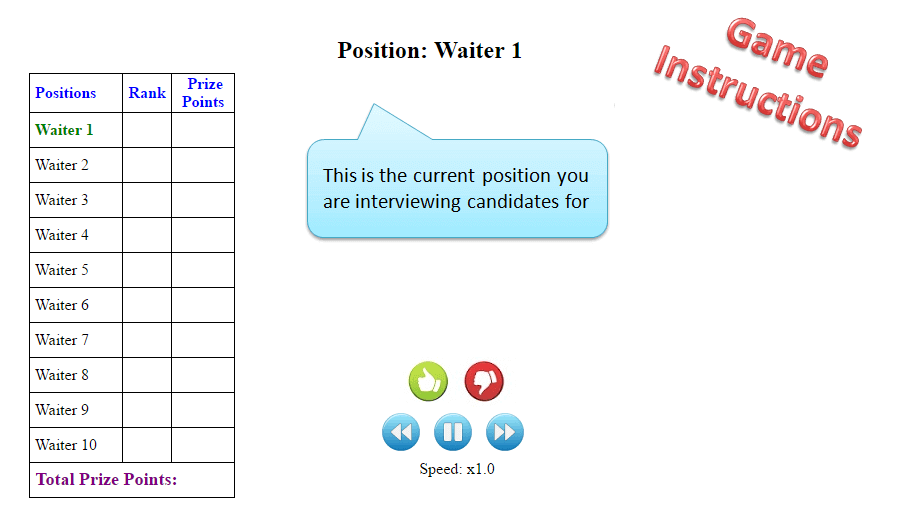 Position: Waiter 1
Game
Instructions
Positions Rank Prize Points
Waiter 1
Waiter 2
Waiter 3
Waiter 4
Waiter 5
Waiter 6
Waiter 7
Waiter 8
Waiter 9
Waiter 10
Total Prize Points:
This is the current position you
are interviewing candidates for
Speed: x1.0